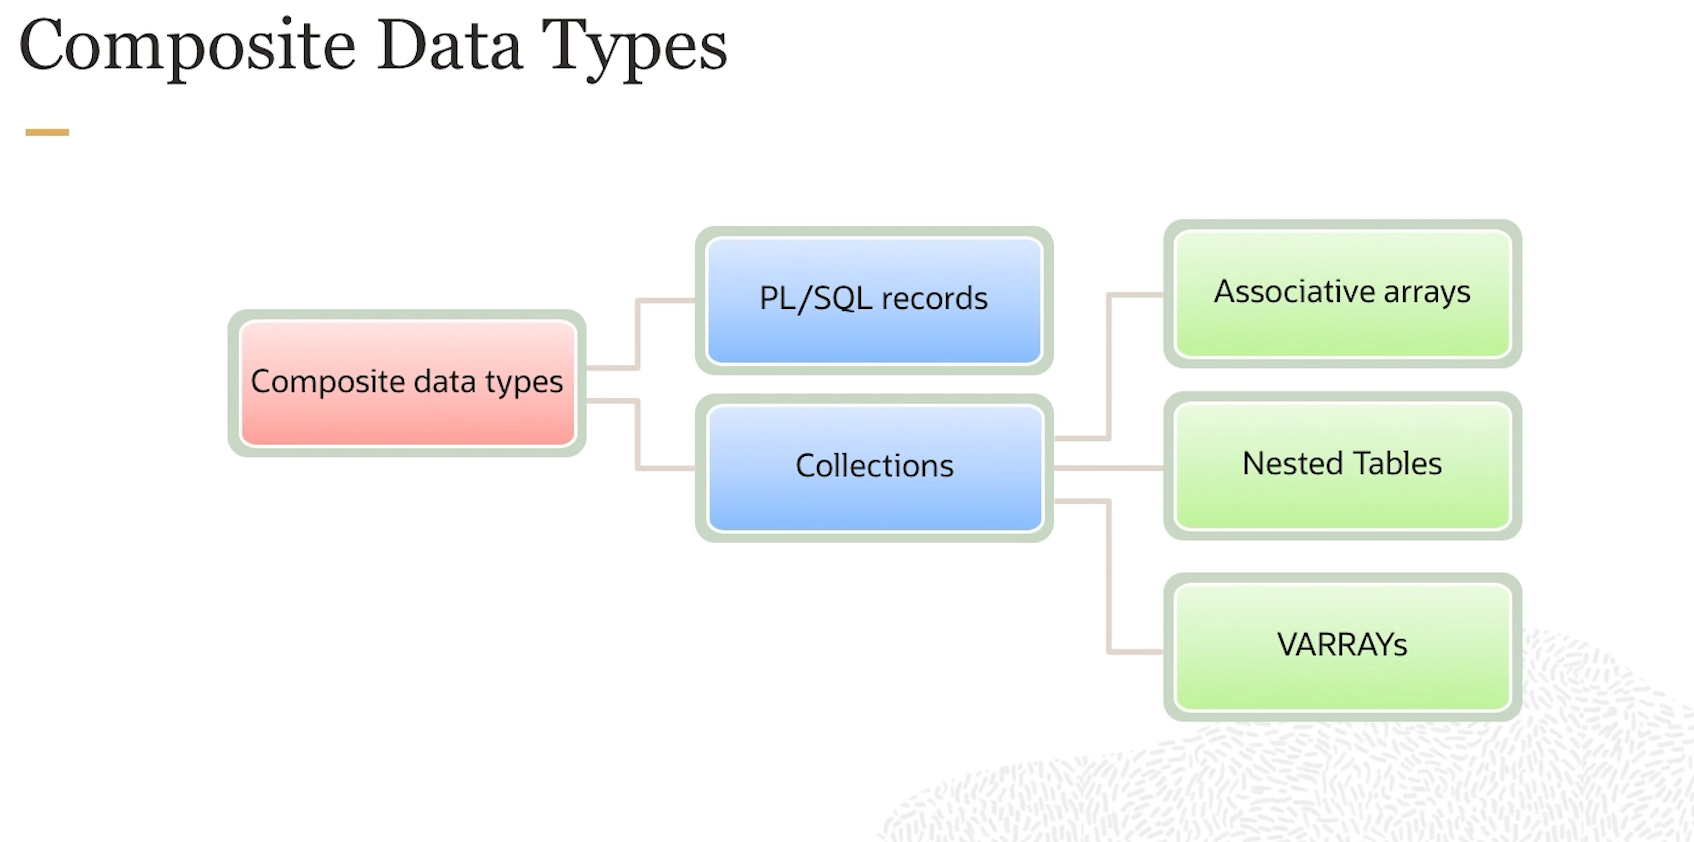 Composite Data Types
Composite data types
PL/SQL records
Collections
Associative arrays
Nested Tables
VARRAYs